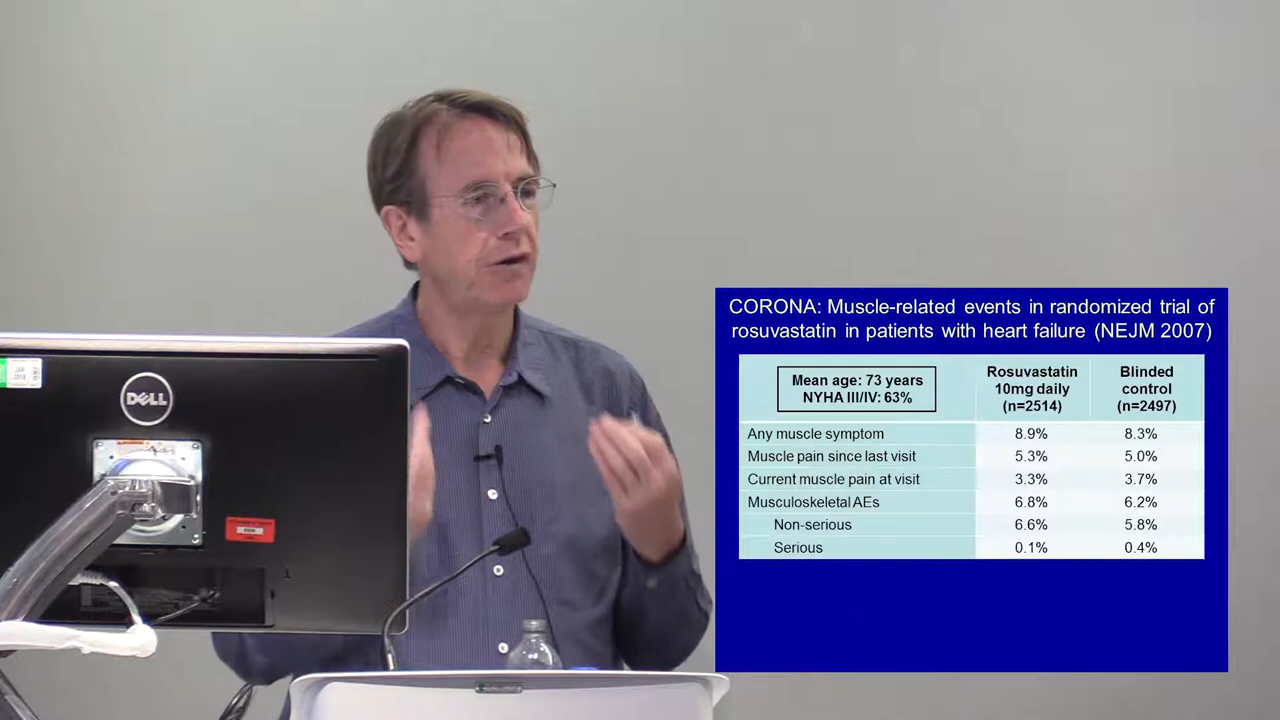 DELL
CORONA: Muscle-related events in randomized trial of
rosuvastatin in patients with heart failure (NEJM 2007)
Mean age: 73 years
NYHA III/IV: 63%
Rosuvastatin
10mg daily
(n=2514)
Blinded
control
(n=2497)
Any muscle symptom 8.9% 8.3%
Muscle pain since last visit 5.3% 5.0%
Current muscle pain at visit 3.3% 3.7%
Musculoskeletal AEs 6.8% 6.2%
Non-serious 6.6% 5.8%
Serious 0.1% 0.4%